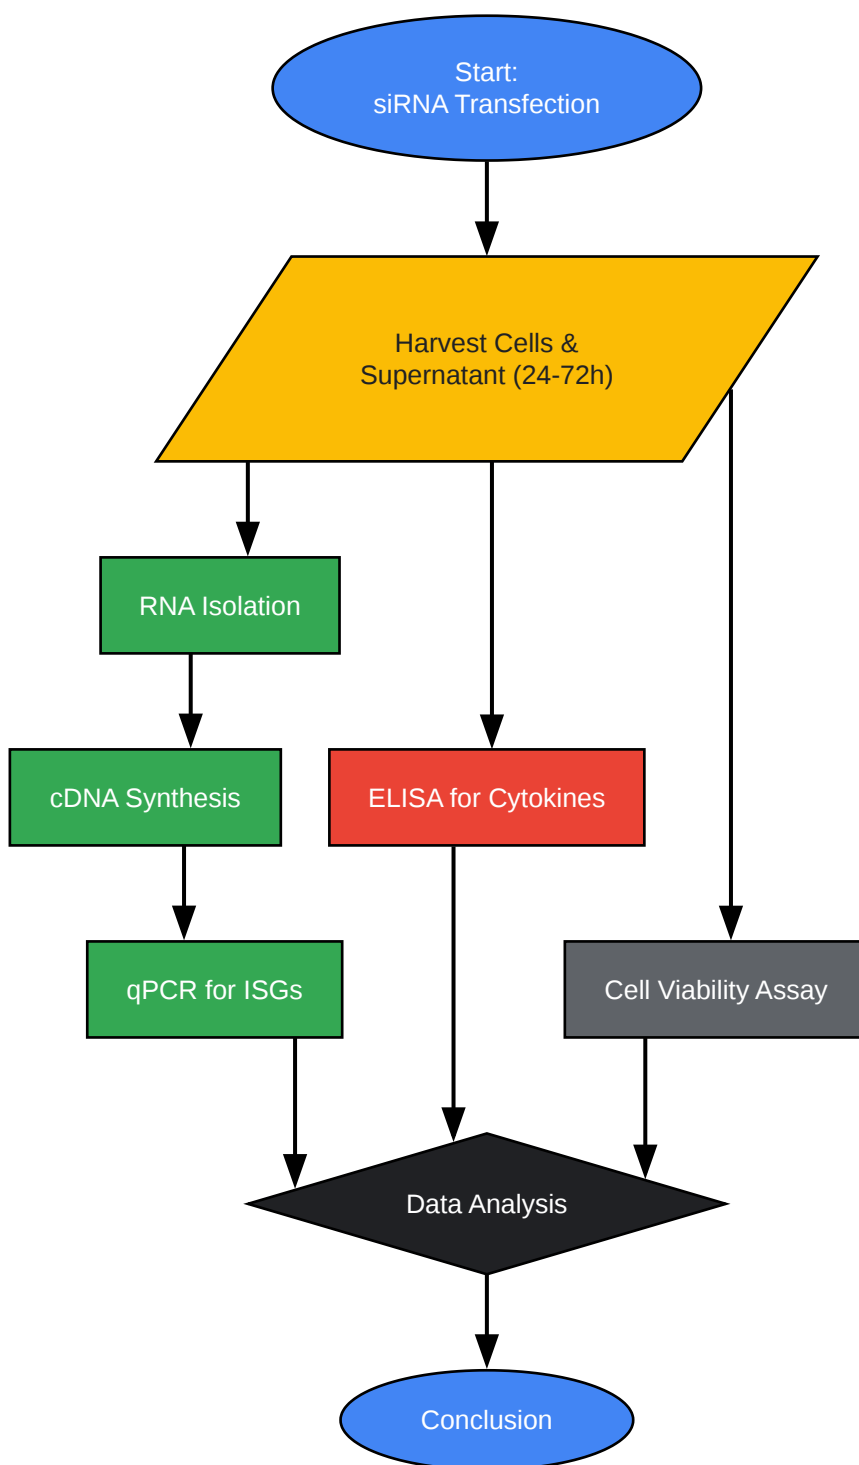 Start:
siRNA Transfection
Harvest Cells &
Supernatant (24-72h)
RNA Isolation
cDNA Synthesis
ELISA for Cytokines
qPCR for ISGs
Cell Viability Assay
Data Analysis
Conclusion